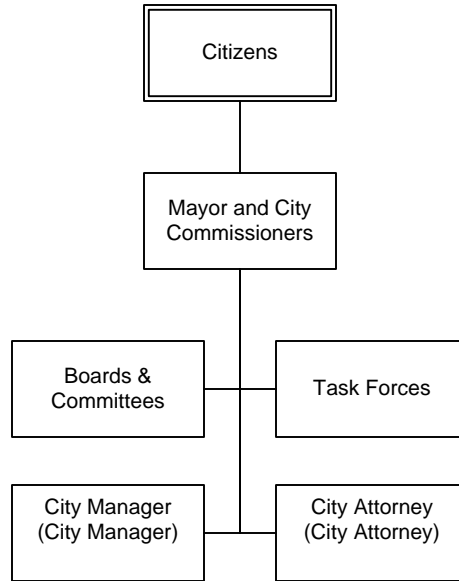 Citizens
Mayor and City
Commissioners
Boards &
Committees
Task Forces
City Manager
(City Manager)
City Attorney
(City Attorney)